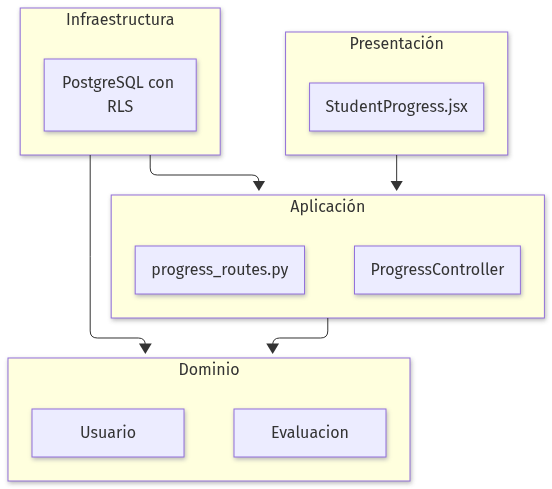 Infraestructura
PostgreSQL con
RLS
Presentación
StudentProgress.jsx
Aplicación
progress_routes.py
ProgressController
Dominio
Usuario
Evaluacion